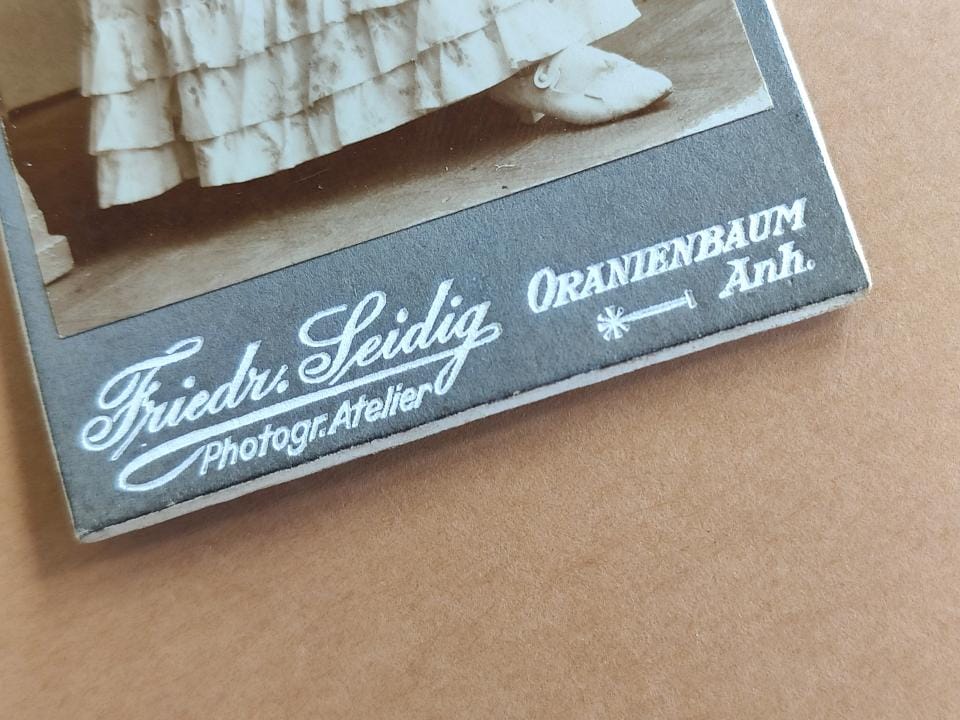 Friedr. Seidig
Photogr. Atelier
ORANIENBAUM
Anh.